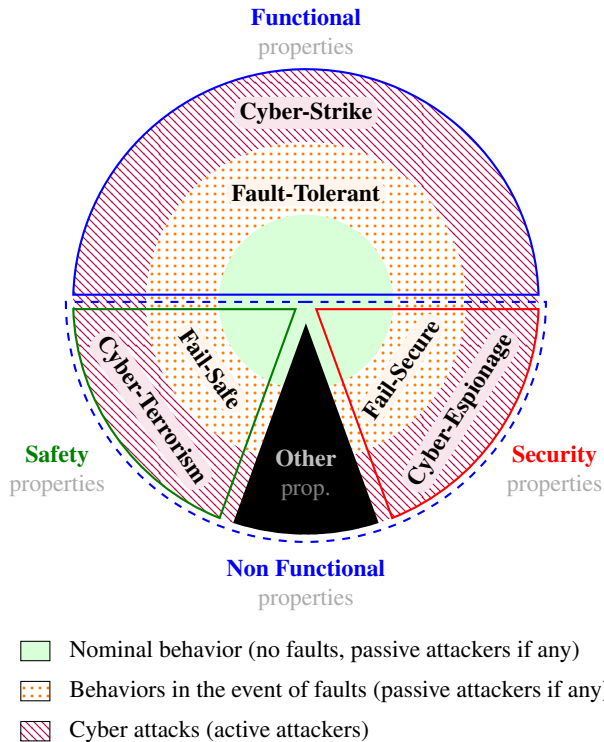 Functional
properties
Cyber-Strike
Fault-Tolerant
Fail-Safe
Fail-Secure
Cyber-Terrorism
Cyber-Espionage
Other
prop.
Safety
properties
Security
properties
Non Functional
properties
Nominal behavior (no faults, passive attackers if any)
Behaviors in the event of faults (passive attackers if any)
Cyber attacks (active attackers)